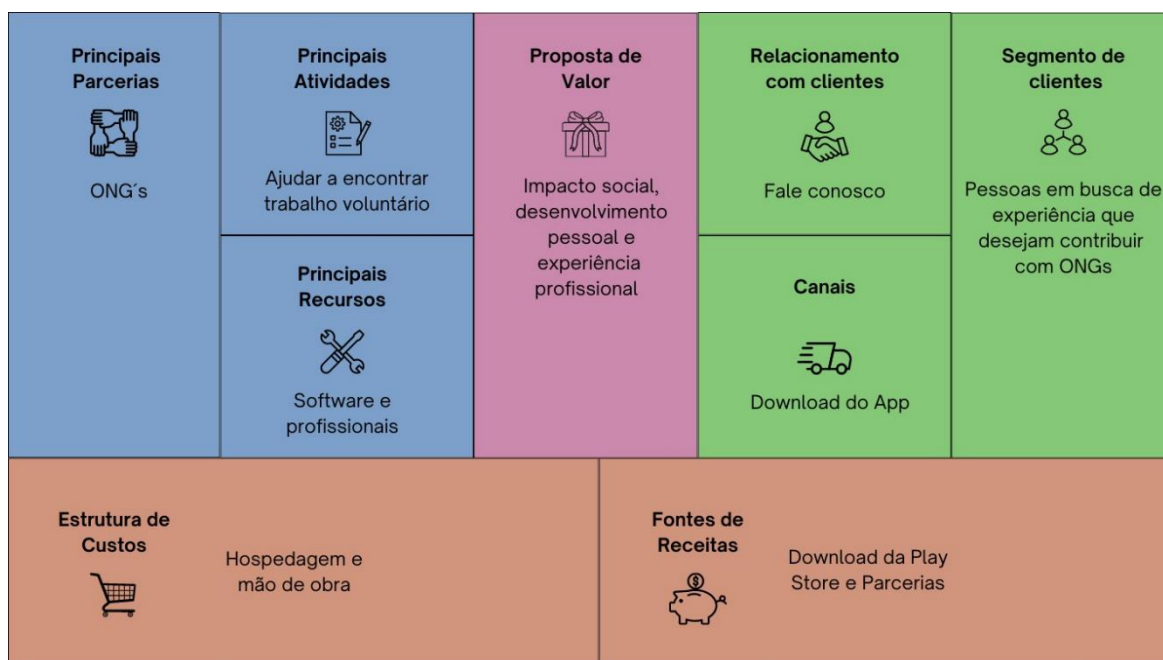 Principais
Parcerias
ONG´s
Principais
Atividades
Ajudar a encontrar
trabalho voluntário
Principais
Recursos
Software e
profissionais
Proposta de
Valor
Impacto social,
desenvolvimento
pessoal e
experiência
profissional
Relacionamento
com clientes
Fale conosco
Canais
Download do App
Segmento de
clientes
Pessoas em busca de
experiência que
desejam contribuir
com ONGs
Estrutura de
Custos
Hospedagem e
mão de obra
Fontes de
Receitas
$
Download da Play
Store e Parcerias